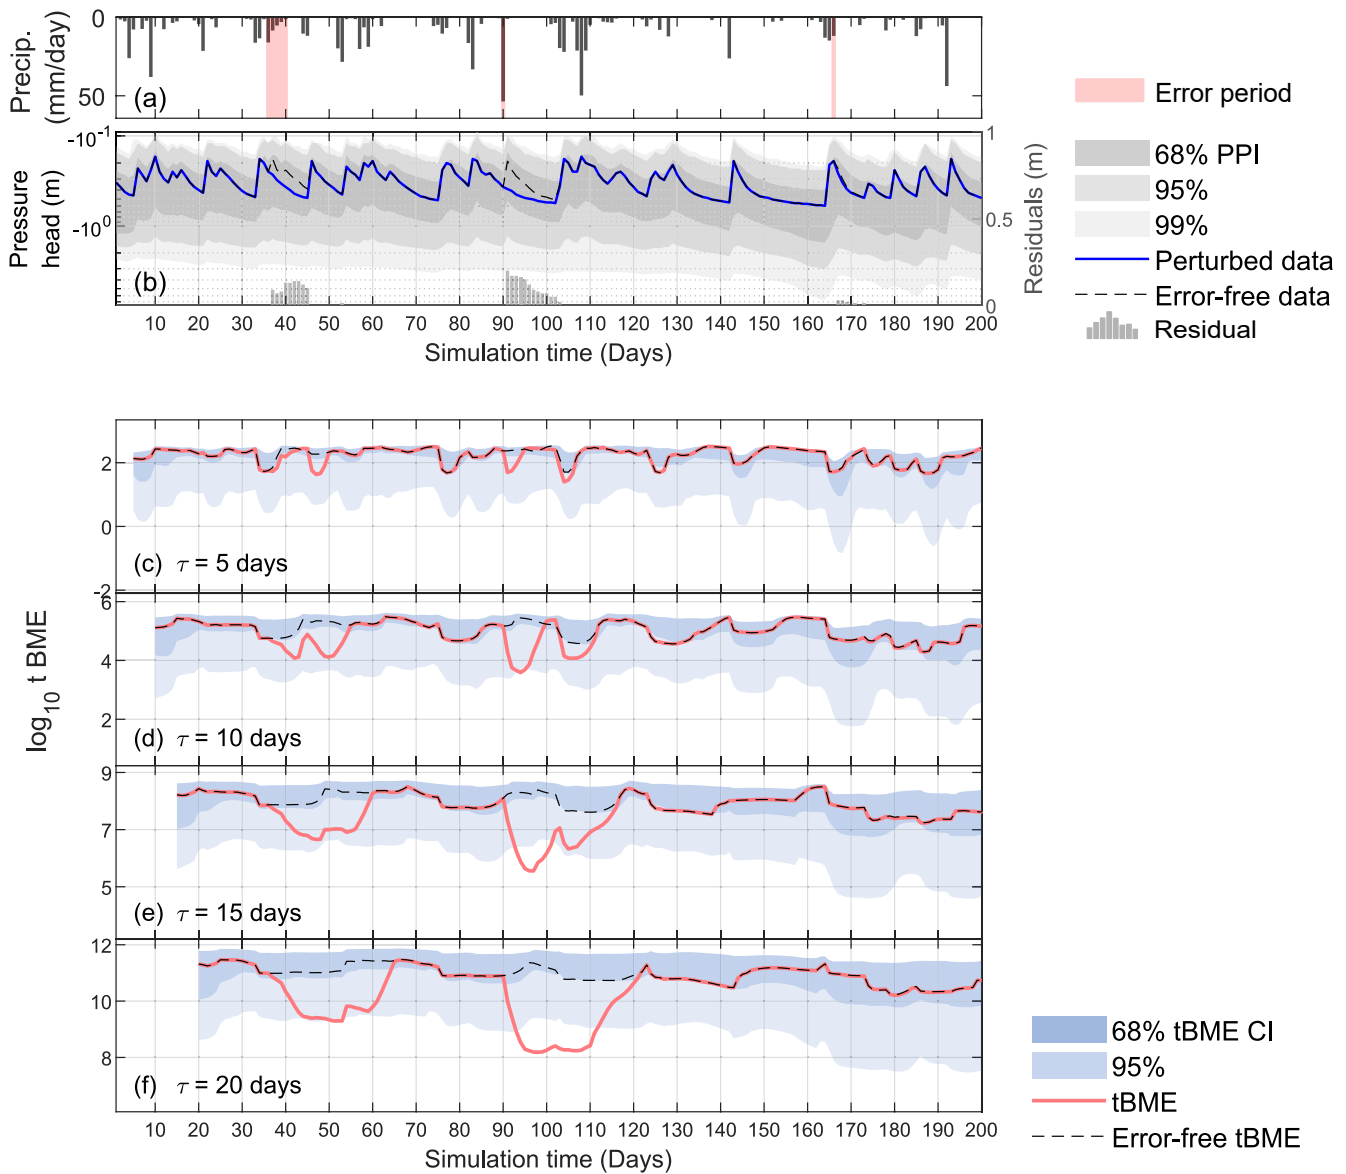 0
50
Precip.
(mm/day)
(a)
Error period
-10^-1
-10^0
Pressure
head (m)
(b)
1
0.5
0
Residuals (m)
68% PPI
95%
99%
Perturbed data
Error-free data
Residual
10 20 30 40 50 60 70 80 90 100 110 120 130 140 150 160 170 180 190 200
Simulation time (Days)
2
0
-2
(c) τ = 5 days
6
4
2
(d) τ = 10 days
log10 t BME
9
7
5
(e) τ = 15 days
12
10
8
(f) τ = 20 days
68% tBME CI
95%
tBME
Error-free tBME
10 20 30 40 50 60 70 80 90 100 110 120 130 140 150 160 170 180 190 200
Simulation time (Days)